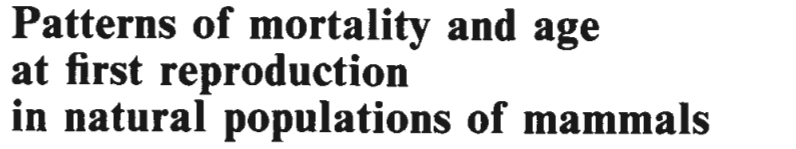 Patterns of mortality and age
at first reproduction
in natural populations of mammals